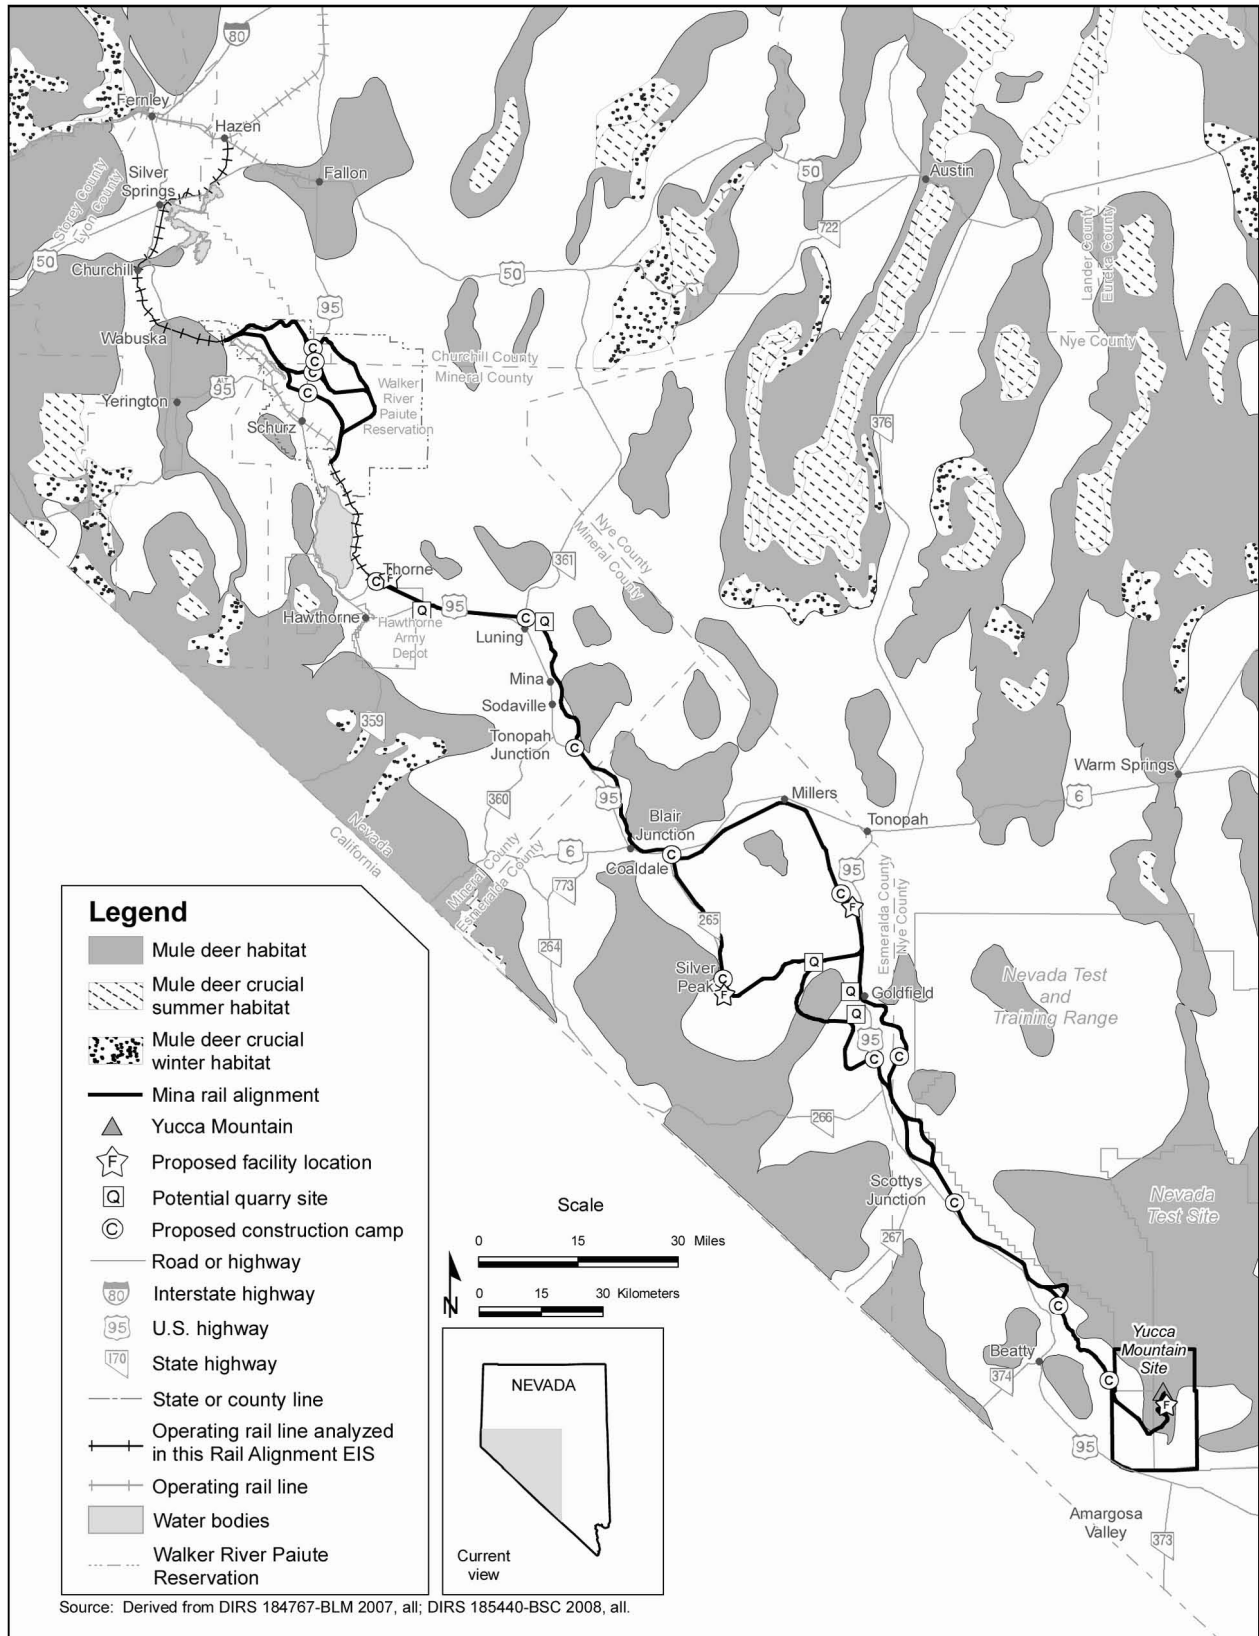 80
Fernley
Hazen
Silver
Springs
Fallon
Storey County
Lyon County
50
Churchill
50
Austin
722
50
95
Lander County
Eureka County
Wabuska
Churchill County
Mineral County
Nye County
ALT
95
Yerington
Walker
River
Paiute
Reservation
Schurz
376
Nye County
Mineral County
361
Thorne
C
F
Q
95
C
Q
Hawthorne
Hawthorne
Army
Depot
Luning
Mina
Sodaville
359
Tonopah
Junction
C
Warm Springs
6
360
95
Millers
Blair
Junction
Tonopah
Nevada
California
6
Coaldale
C
Mineral County
Esmeralda County
773
95
C
F
265
264
Esmeralda County
Nye County
Silver
Peak
C
F
Q
Q
Goldfield
Q
95
C
C
Nevada Test
and
Training Range
266
Scottys
Junction
C
Nevada
Test Site
267
C
Beatty
374
Yucca
Mountain
Site
C
F
95
Amargosa
Valley
373
C
C
C
C
Legend
Mule deer habitat
Mule deer crucial
summer habitat
Mule deer crucial
winter habitat
Mina rail alignment
Yucca Mountain
F Proposed facility location
Q Potential quarry site
C Proposed construction camp
Road or highway
80 Interstate highway
95 U.S. highway
170 State highway
State or county line
Operating rail line analyzed
in this Rail Alignment EIS
Operating rail line
Water bodies
Walker River Paiute
Reservation
Scale
0 15 30 Miles
0 15 30 Kilometers
N
NEVADA
Current
view
Source: Derived from DIRS 184767-BLM 2007, all; DIRS 185440-BSC 2008, all.